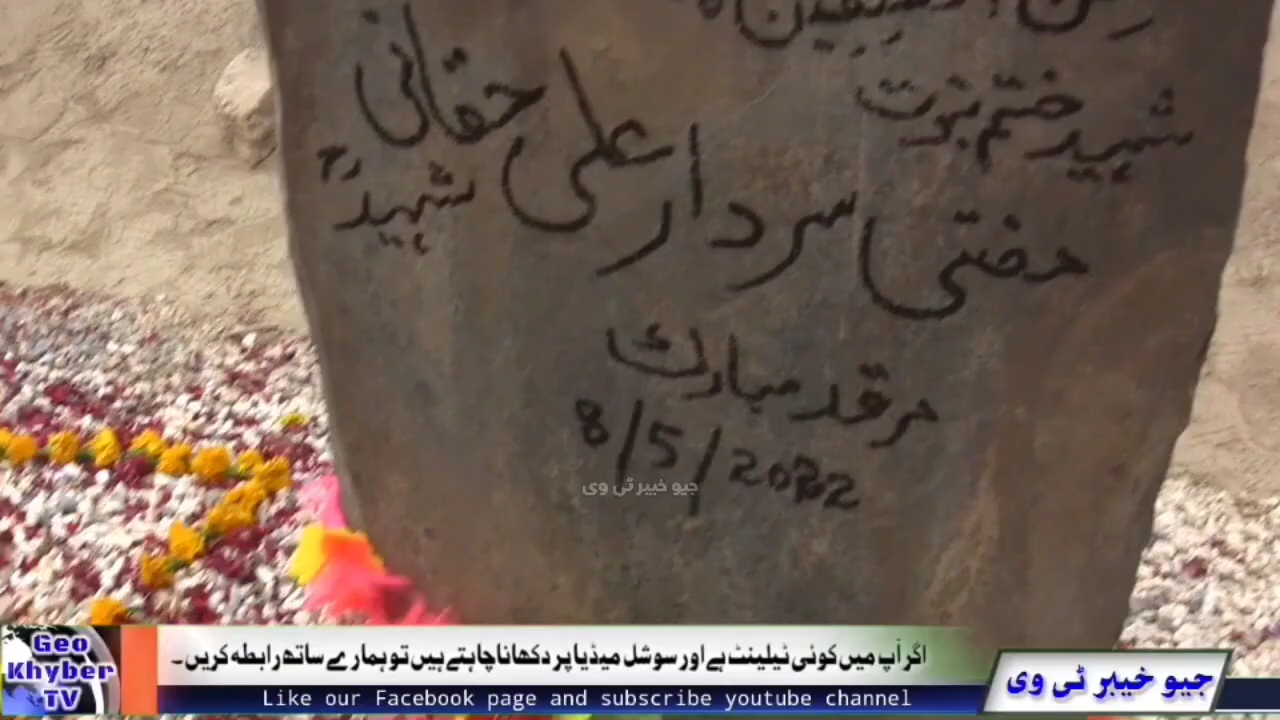 شہید ختم نبوت
مفتی سردار علی حقانی
شہیدؒ
مرقد مبارک
8/5/2022
جیو خیبر ٹی وی
Geo
Khyber
TV
اگر آپ میں کوئی ٹیلینٹ ہے اور سوشل میڈیا پر دکھانا چاہتے ہیں تو ہمارے ساتھ رابطہ کریں۔
Like our Facebook page and subscribe youtube channel
جیو خیبر ٹی وی